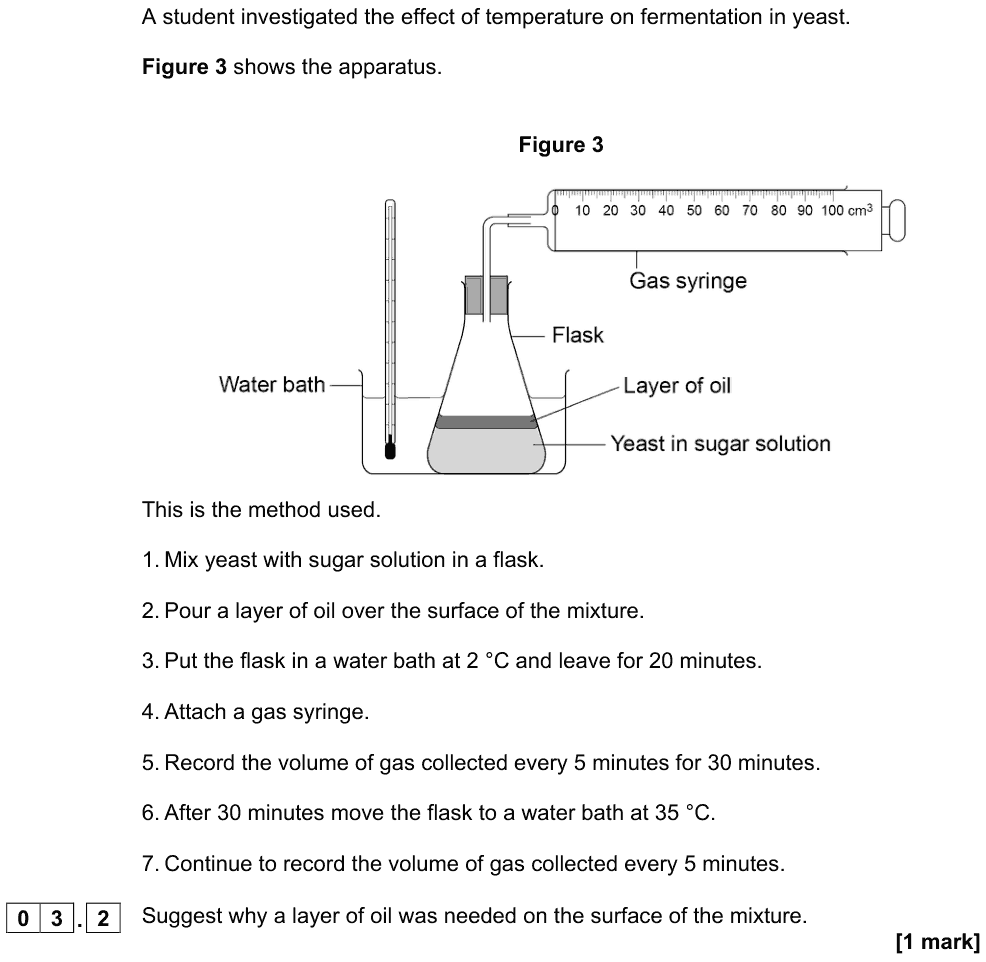 A student investigated the effect of temperature on fermentation in yeast.
Figure 3 shows the apparatus.
Figure 3
0 10 20 30 40 50 60 70 80 90 100 cm³
Gas syringe
Flask
Water bath
Layer of oil
Yeast in sugar solution
This is the method used.
1. Mix yeast with sugar solution in a flask.
2. Pour a layer of oil over the surface of the mixture.
3. Put the flask in a water bath at 2 °C and leave for 20 minutes.
4. Attach a gas syringe.
5. Record the volume of gas collected every 5 minutes for 30 minutes.
6. After 30 minutes move the flask to a water bath at 35 °C.
7. Continue to record the volume of gas collected every 5 minutes.
0 3 . 2 Suggest why a layer of oil was needed on the surface of the mixture.
[1 mark]